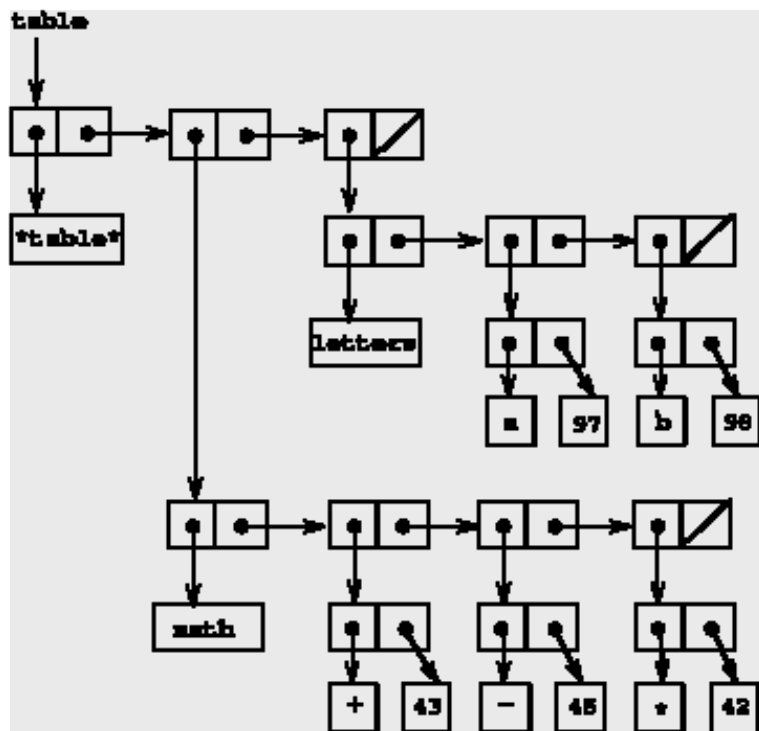 table
*table*
letters
a 97 b 98
math
+ 43 - 45 * 42